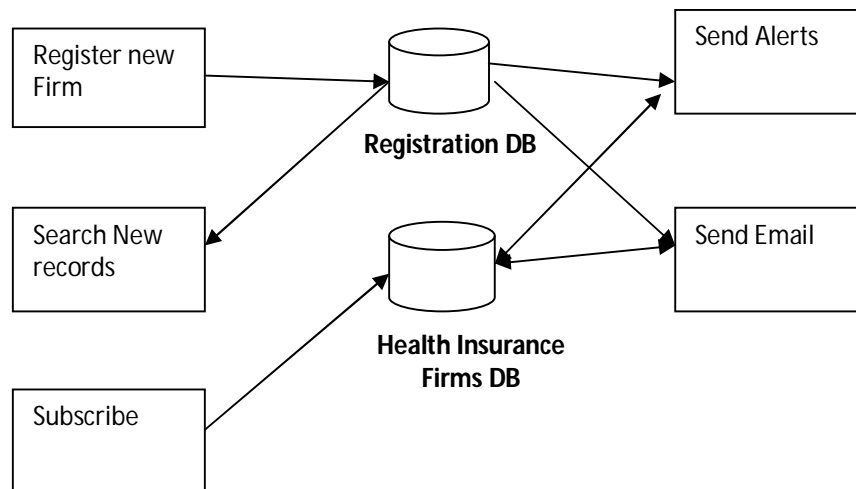 Register new
Firm
Send Alerts
Registration DB
Search New
records
Send Email
Health Insurance
Firms DB
Subscribe